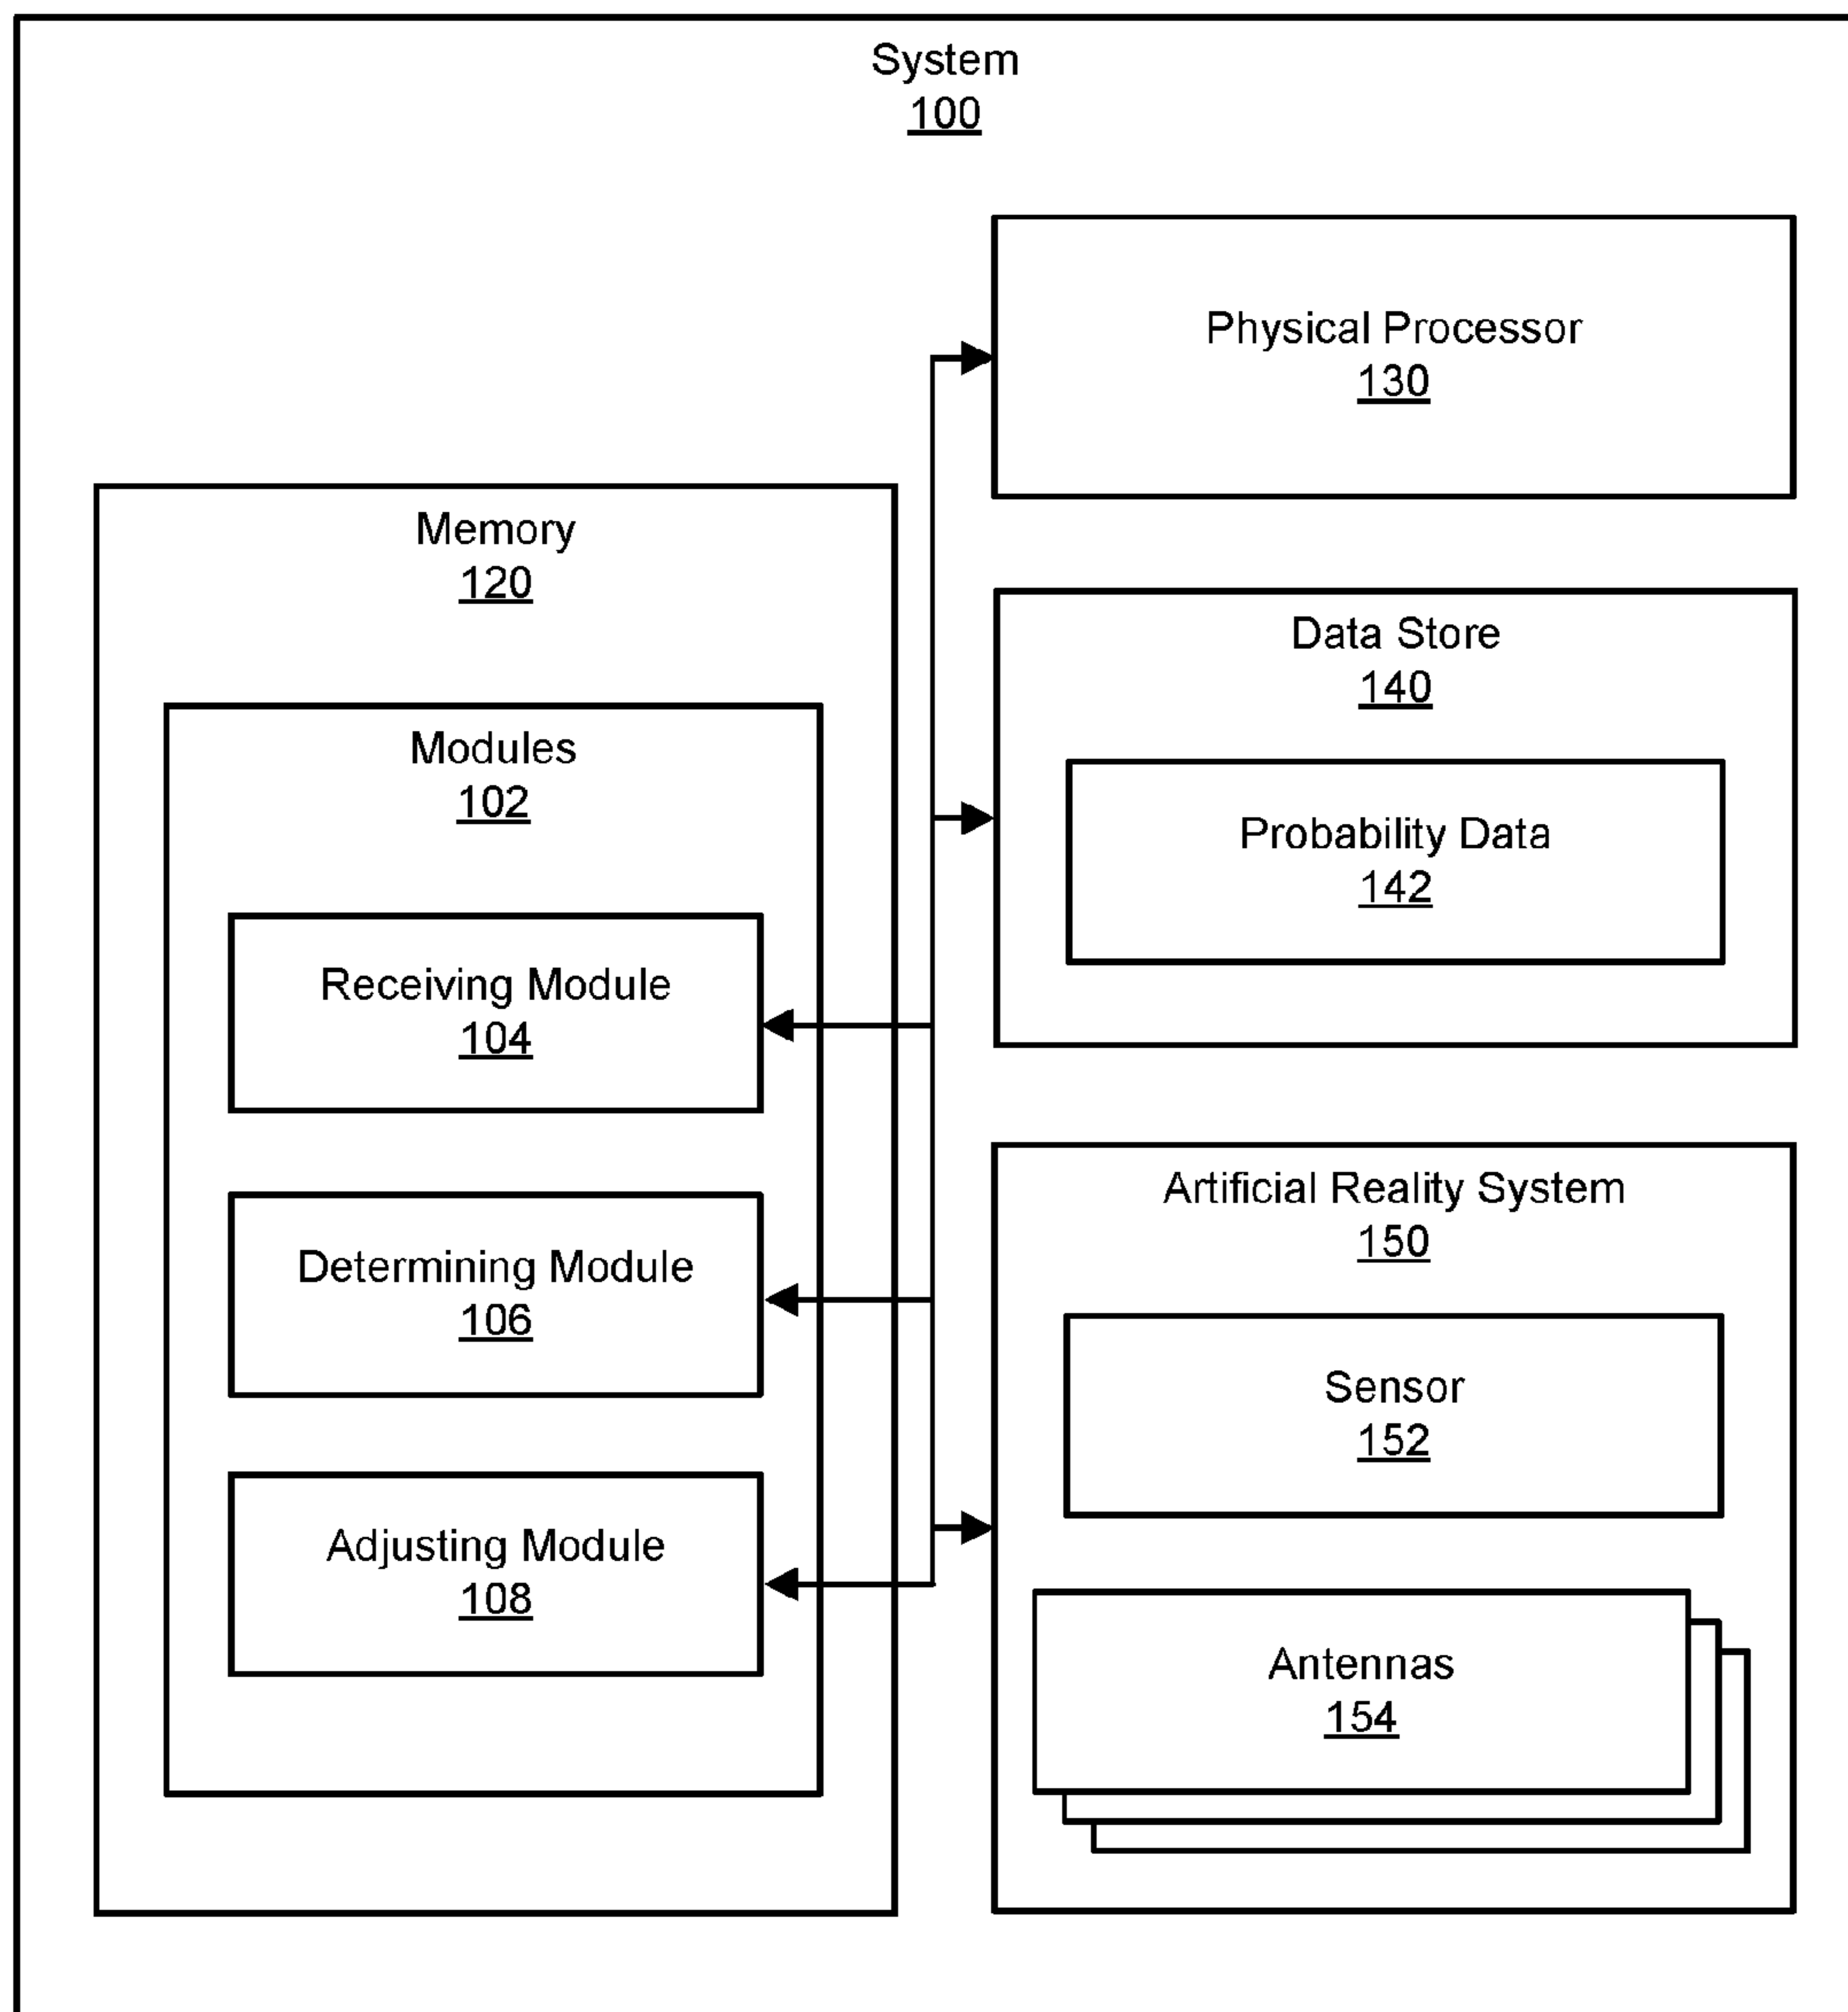 System
100
Physical Processor
130
Memory
120
Data Store
140
Modules
102
Probability Data
142
Receiving Module
104
Artificial Reality System
150
Determining Module
106
Sensor
152
Adjusting Module
108
Antennas
154